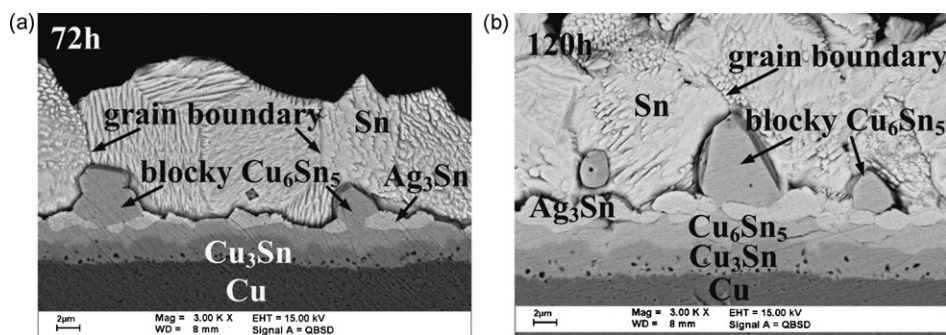 (a)
72h
grain boundary
Sn
blocky Cu₆Sn₅
Ag₃Sn
Cu₃Sn
Cu
2µm
Mag = 3.00 K X
EHT = 15.00 kV
WD = 8 mm
Signal A = QBSD
(b)
120h
grain boundary
Sn
blocky Cu₆Sn₅
Ag₃Sn
Cu₆Sn₅
Cu₃Sn
Cu
2µm
Mag = 3.00 K X
EHT = 15.00 kV
WD = 8 mm
Signal A = QBSD